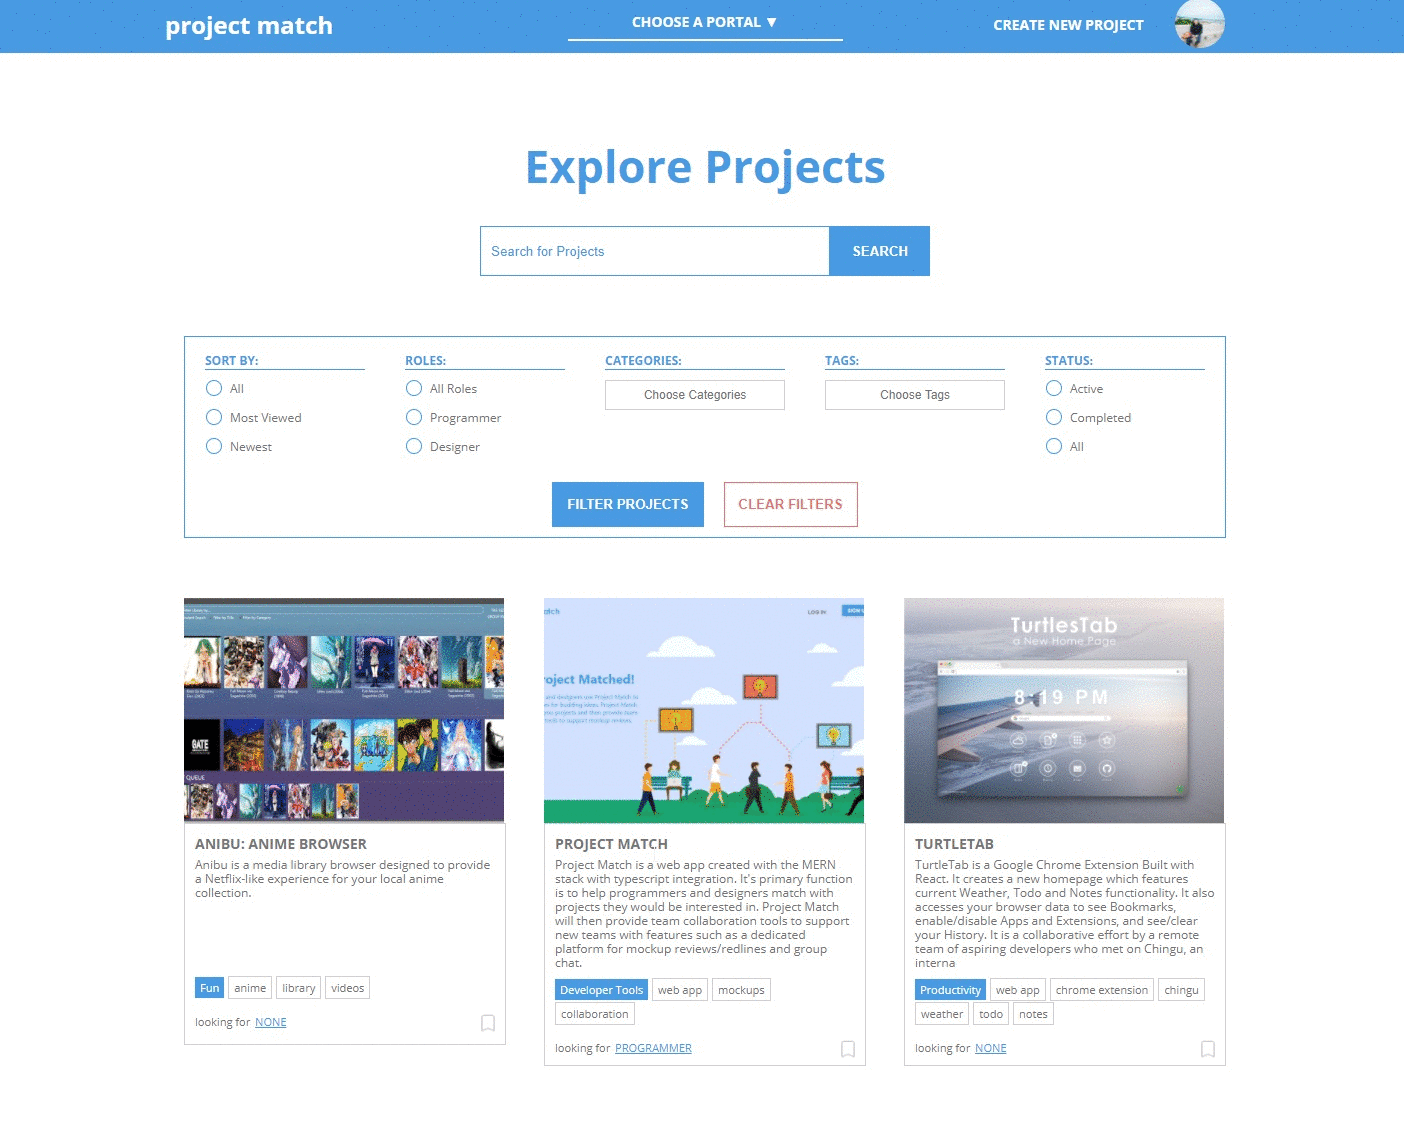 project match
CHOOSE A PORTAL ▼
CREATE NEW PROJECT
Explore Projects
Search for Projects
SEARCH
SORT BY:
All
Most Viewed
Newest
ROLES:
All Roles
Programmer
Designer
CATEGORIES:
Choose Categories
TAGS:
Choose Tags
STATUS:
Active
Completed
All
FILTER PROJECTS
CLEAR FILTERS
GATE
QUEUE
ANIBU: ANIME BROWSER
Anibu is a media library browser designed to provide
a Netflix-like experience for your local anime
collection.
Fun anime library videos
looking for NONE
atch
LOG IN
SIGN U
roject Matched!
PROJECT MATCH
Project Match is a web app created with the MERN
stack with typescript integration. It's primary function
is to help programmers and designers match with
projects they would be interested in. Project Match
will then provide team collaboration tools to support
new teams with features such as a dedicated
platform for mockup reviews/redlines and group
chat.
Developer Tools web app mockups
collaboration
looking for PROGRAMMER
TurtlesTab
a New Home Page
8:19 PM
TURTLETAB
TurtleTab is a Google Chrome Extension Built with
React. It creates a new homepage which features
current Weather, Todo and Notes functionality. It also
accesses your browser data to see Bookmarks,
enable/disable Apps and Extensions, and see/clear
your History. It is a collaborative effort by a remote
team of aspiring developers who met on Chingu, an
interna
Productivity web app chrome extension chingu
weather todo notes
looking for NONE